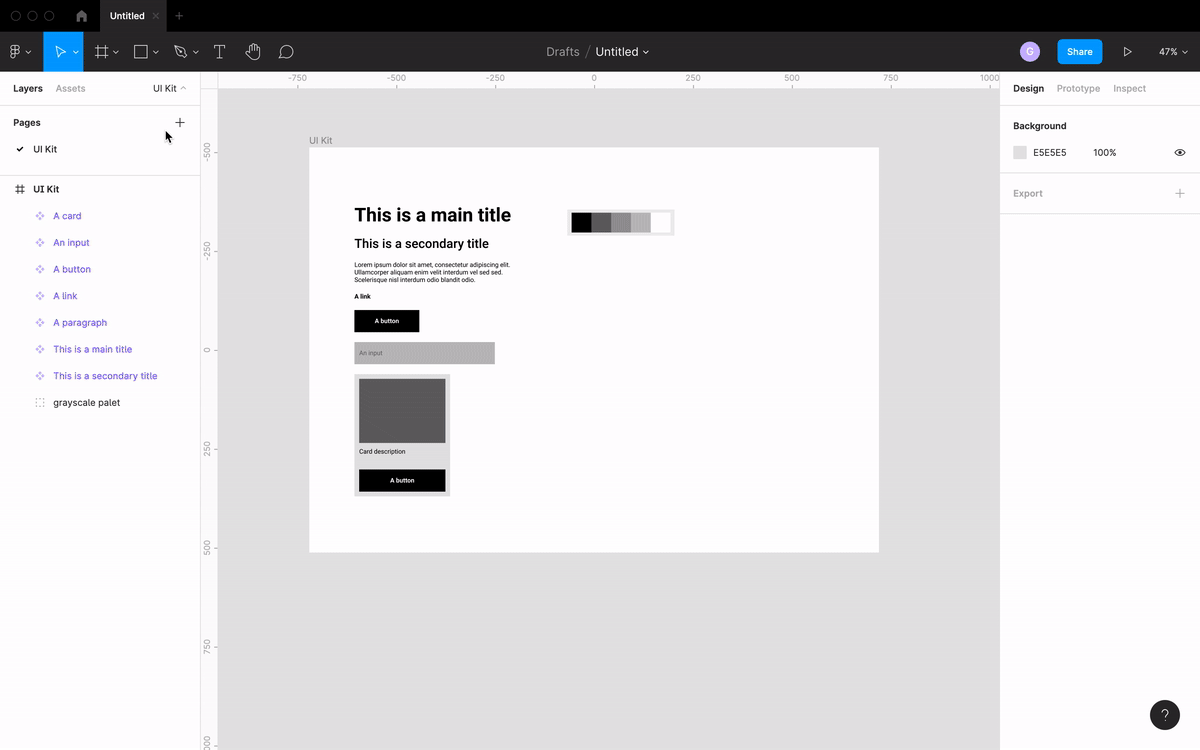 Untitled
Drafts / Untitled
G
Share
47%
Layers Assets UI Kit
Pages
UI Kit
UI Kit
A card
An input
A button
A link
A paragraph
This is a main title
This is a secondary title
grayscale palet
-750 -500 -250 0 250 500 750 1000
-500
-250
0
250
500
750
UI Kit
This is a main title
This is a secondary title
Lorem ipsum dolor sit amet, consectetur adipiscing elit.
Ullamcorper aliquam enim velit interdum vel sed sed.
Scelerisque nisl interdum odio blandit odio.
A link
A button
An input
Card description
A button
Design Prototype Inspect
Background
E5E5E5 100%
Export
?